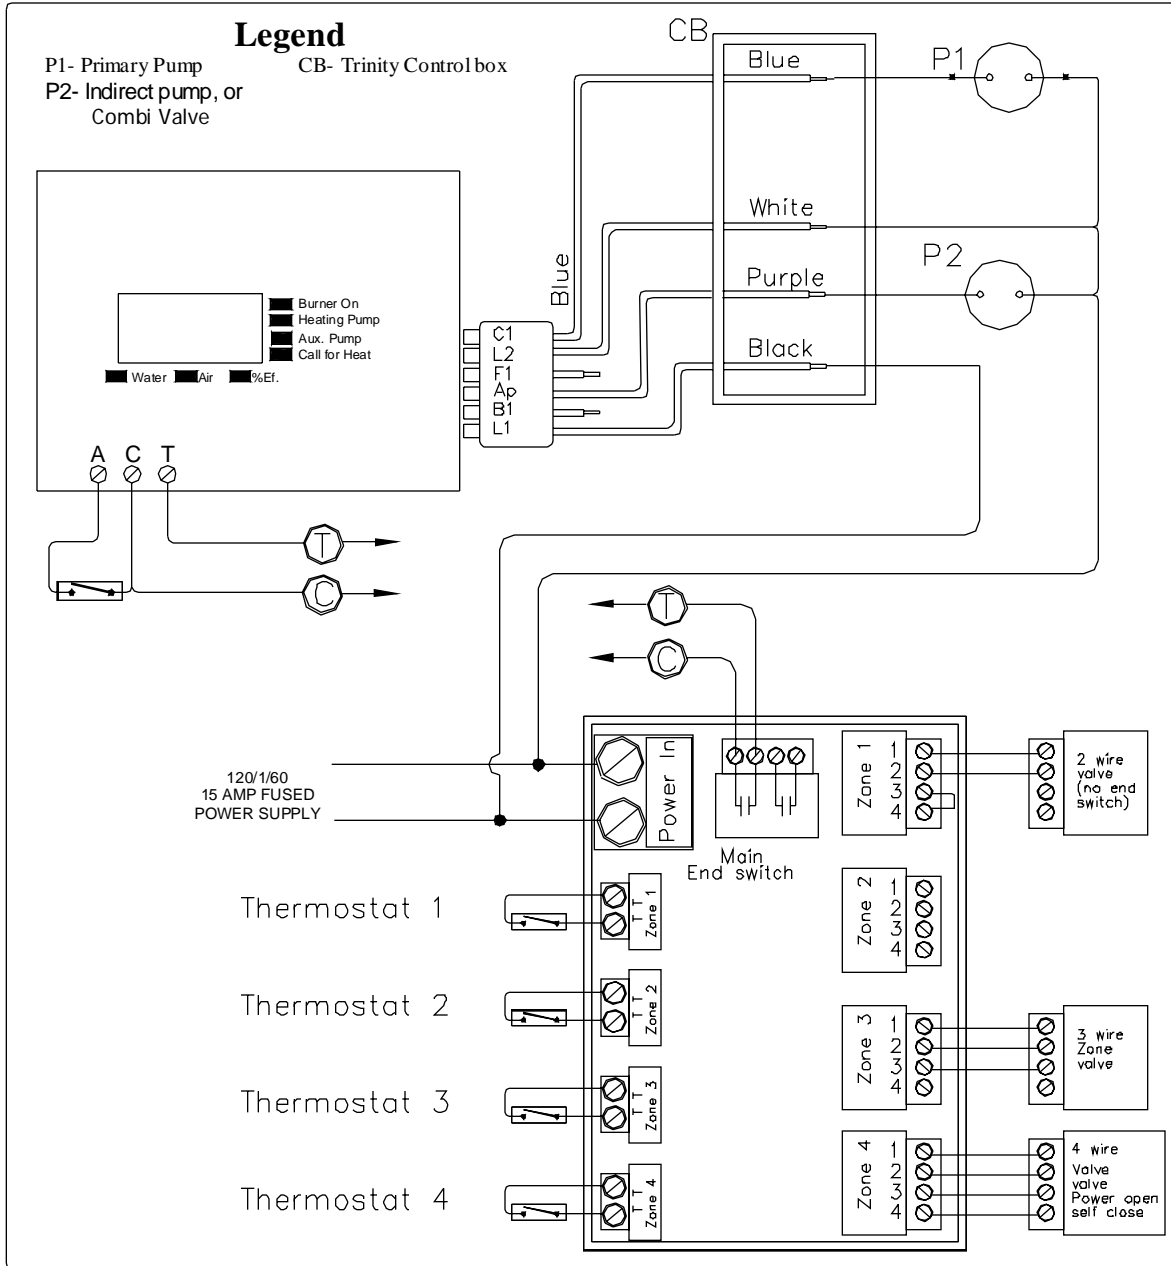 Legend
P1- Primary Pump
CB- Trinity Control box
P2- Indirect pump, or
Combi Valve
CB
Blue
P1
White
Purple
P2
Black
Blue
Burner On
Heating Pump
Aux. Pump
Call for Heat
Water
Air
%Ef.
C1
L2
F1
Ap
B1
L1
A C T
T
C
T
C
120/1/60
15 AMP FUSED
POWER SUPPLY
Power In
Main
End switch
Zone 1
1
2
3
4
2 wire
valve
(no end
switch)
Zone 2
1
2
3
4
Zone 3
1
2
3
4
3 wire
Zone
valve
Zone 4
1
2
3
4
4 wire
Valve
valve
Power open
self close
Thermostat 1
T T
Zone 1
Thermostat 2
T T
Zone 2
Thermostat 3
T T
Zone 3
Thermostat 4
T T
Zone 4